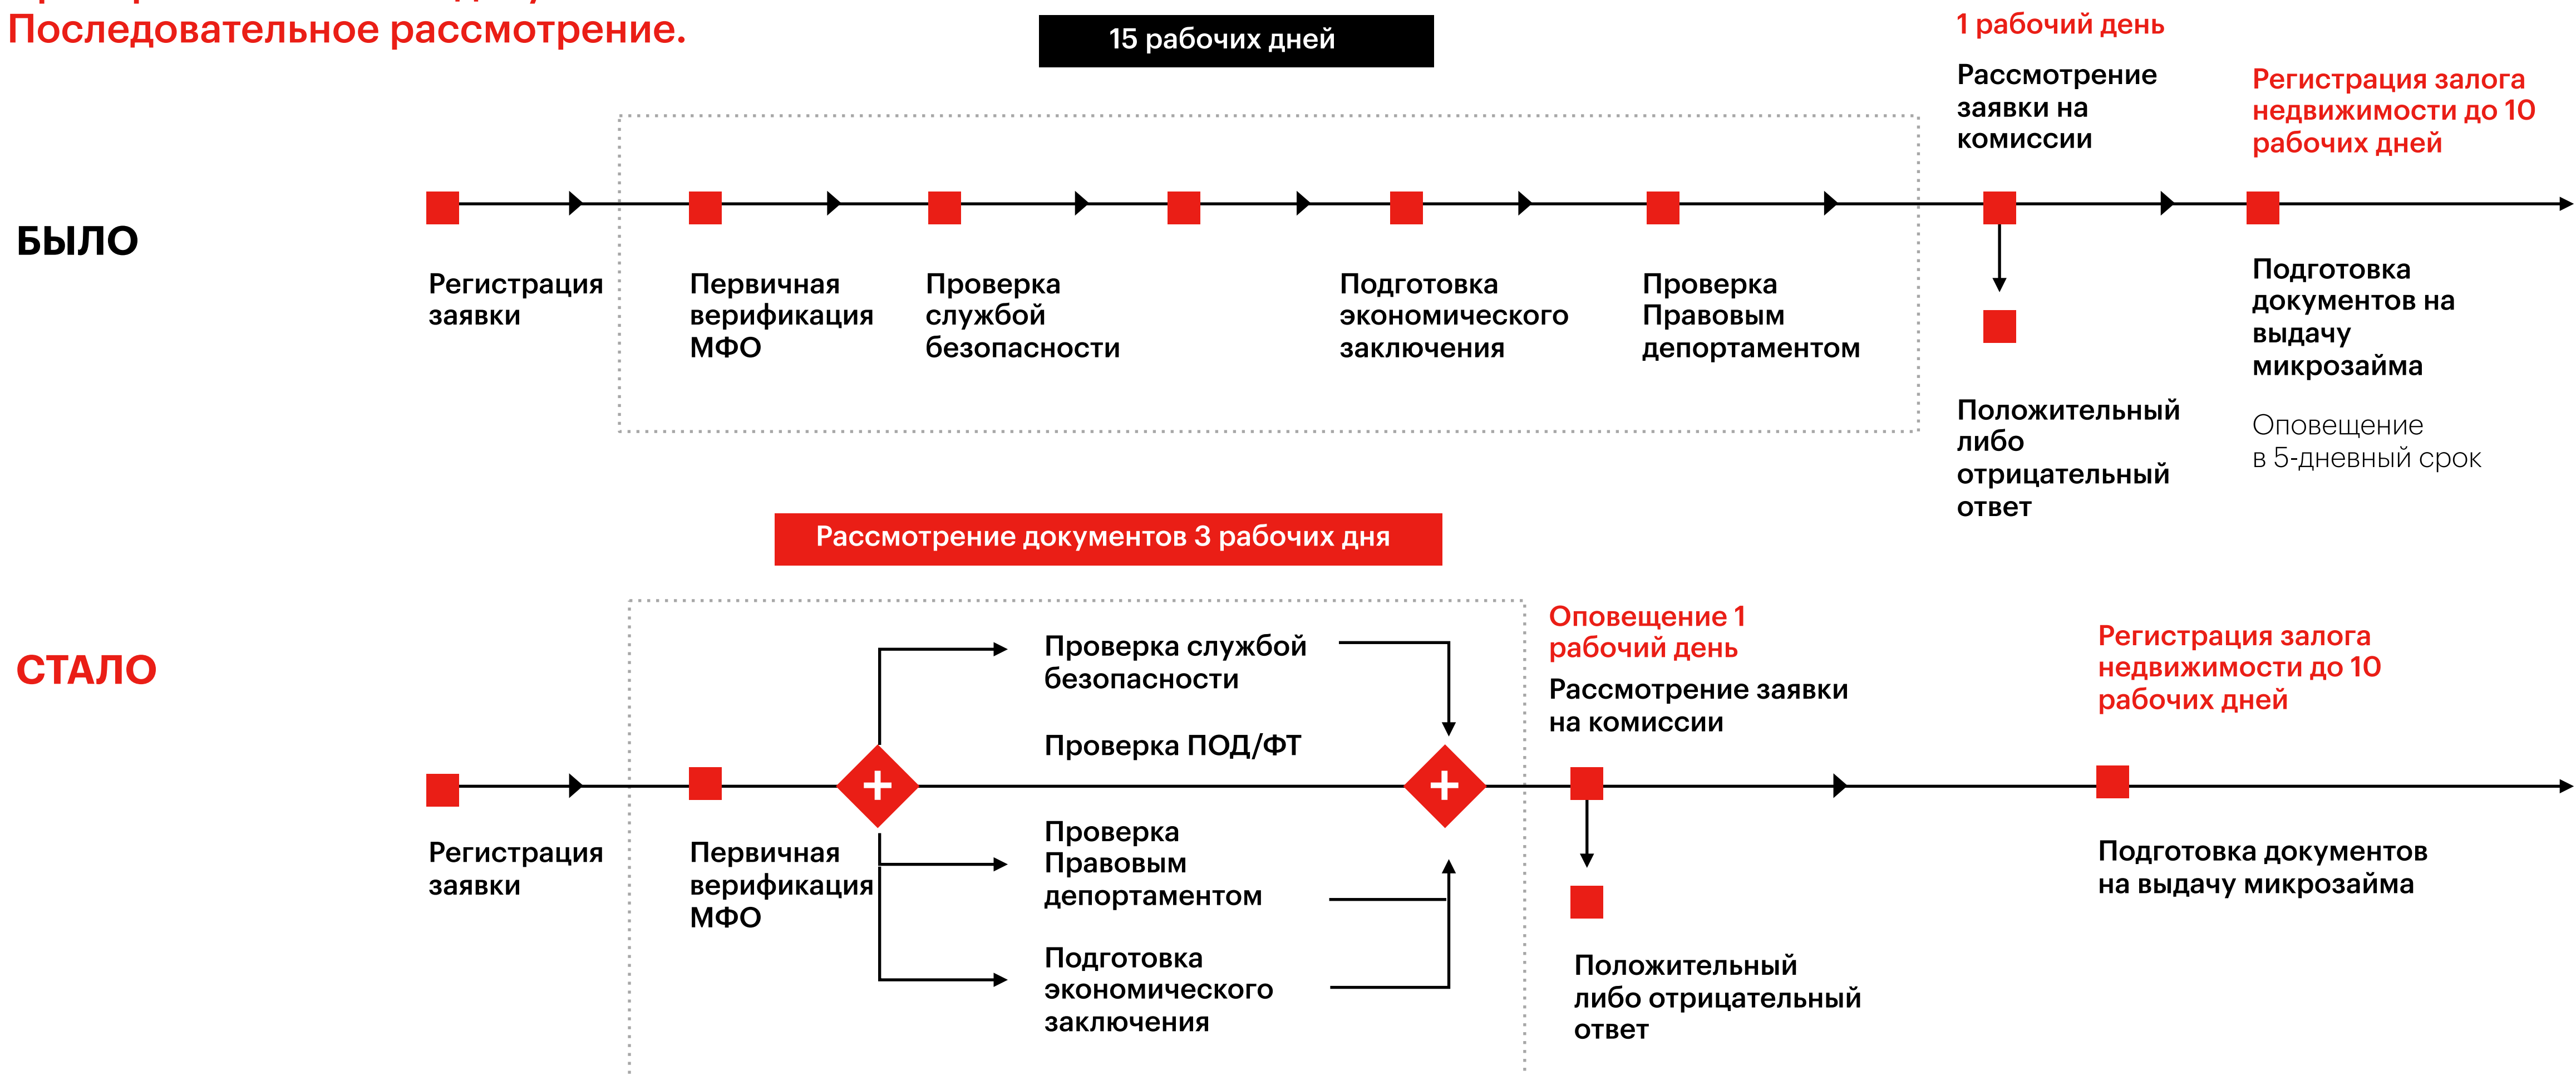 Последовательное рассмотрение.
15 рабочих дней
1 рабочий день
Рассмотрение
заявки на
комиссии
Регистрация залога
недвижимости до 10
рабочих дней
БЫЛО
Регистрация
заявки
Первичная
верификация
МФО
Проверка
службой
безопасности
Подготовка
экономического
заключения
Проверка
Правовым
депортаментом
Положительный
либо
отрицательный
ответ
Подготовка
документов на
выдачу
микрозайма
Оповещение
в 5-дневный срок
Рассмотрение документов 3 рабочих дня
СТАЛО
Регистрация
заявки
Первичная
верификация
МФО
Проверка службой
безопасности
Проверка ПОД/ФТ
Проверка
Правовым
депортаментом
Подготовка
экономического
заключения
Оповещение 1
рабочий день
Рассмотрение заявки
на комиссии
Положительный
либо отрицательный
ответ
Регистрация залога
недвижимости до 10
рабочих дней
Подготовка документов
на выдачу микрозайма